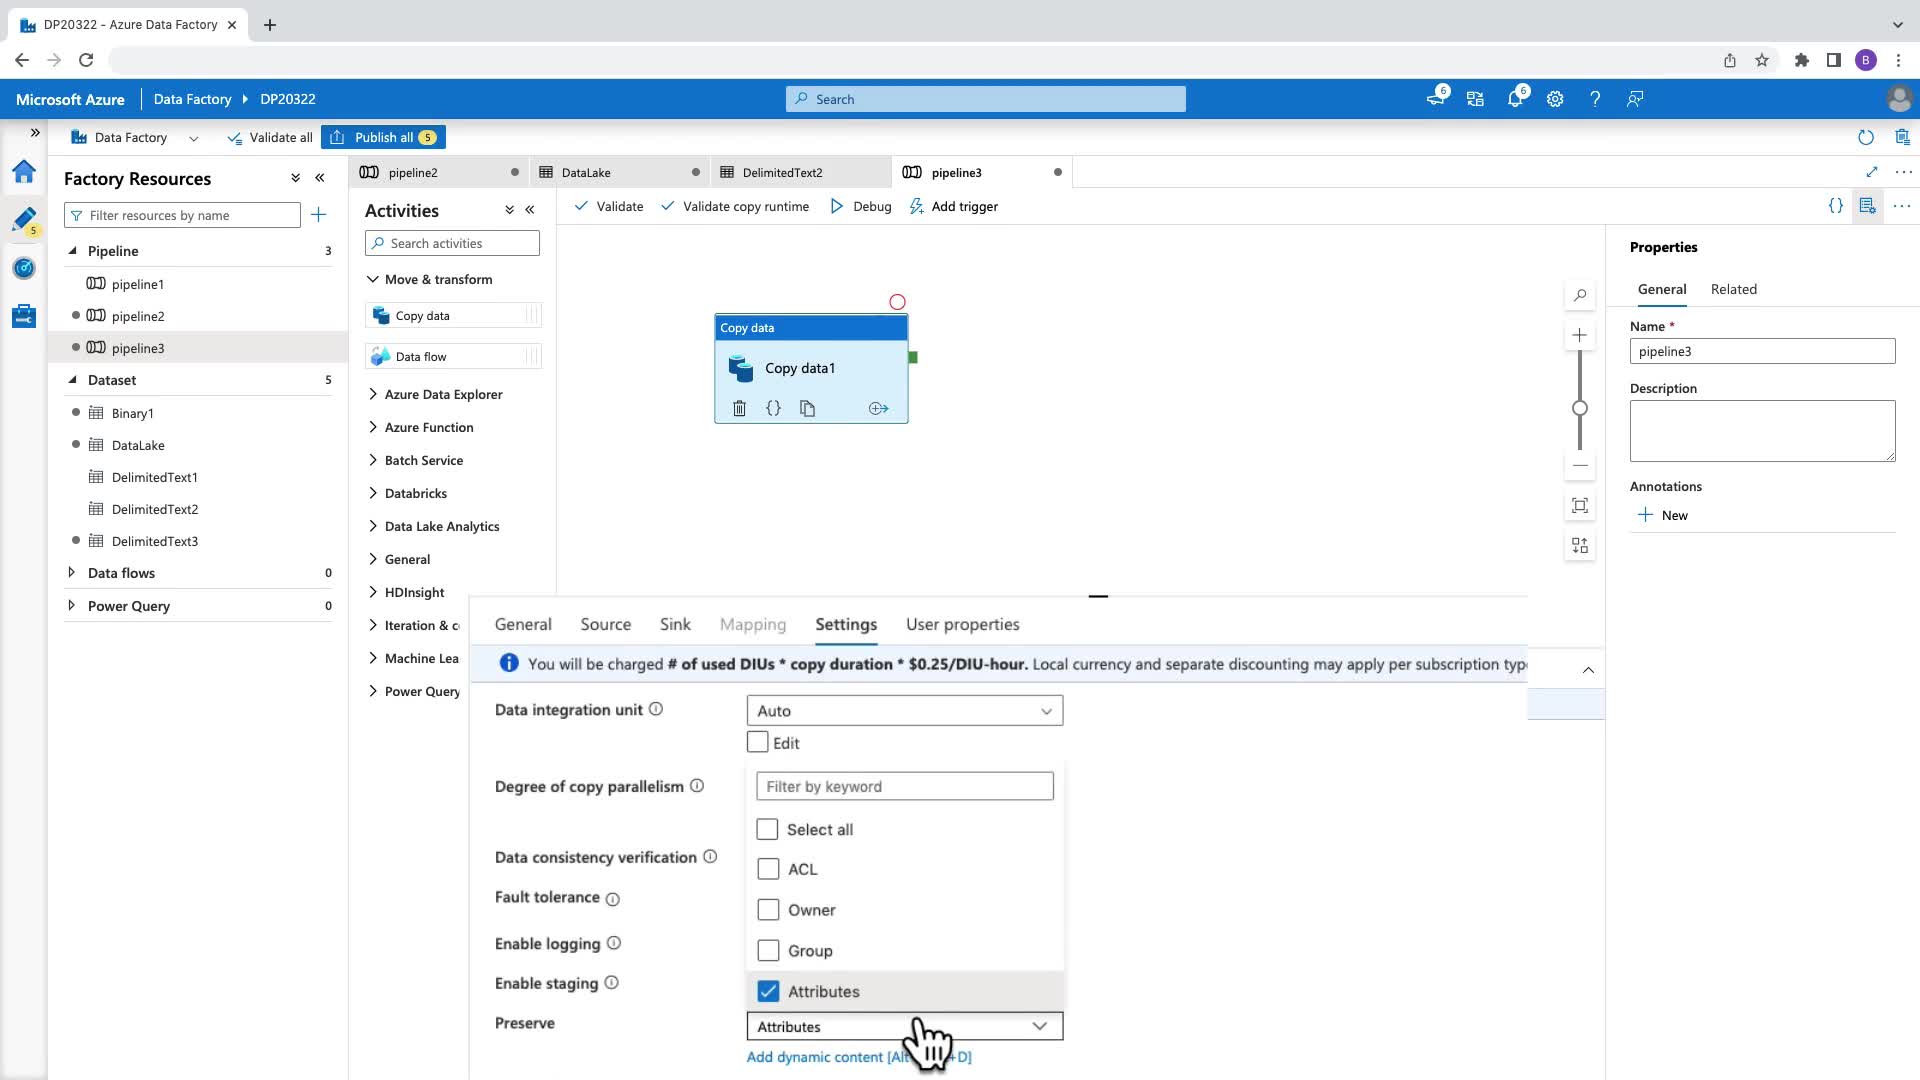 DP20322 - Azure Data Factory
B
Microsoft Azure
Data Factory
DP20322
Search
6
6
Data Factory
Validate all
Publish all
5
5
Factory Resources
Filter resources by name
Pipeline
3
pipeline1
pipeline2
pipeline3
Dataset
5
Binary1
DataLake
DelimitedText1
DelimitedText2
DelimitedText3
Data flows
0
Power Query
0
pipeline2
DataLake
DelimitedText2
pipeline3
Activities
Search activities
Move & transform
Copy data
Data flow
Azure Data Explorer
Azure Function
Batch Service
Databricks
Data Lake Analytics
General
HDInsight
Iteration & c
Machine Lea
Power Query
Validate
Validate copy runtime
Debug
Add trigger
Copy data
Copy data1
General
Source
Sink
Mapping
Settings
User properties
You will be charged # of used DIUs * copy duration * $0.25/DIU-hour. Local currency and separate discounting may apply per subscription type
Data integration unit
Auto
Edit
Degree of copy parallelism
Filter by keyword
Select all
Data consistency verification
ACL
Fault tolerance
Owner
Enable logging
Group
Enable staging
Attributes
Preserve
Attributes
Add dynamic content [Alt +D]
Properties
General
Related
Name *
pipeline3
Description
Annotations
New